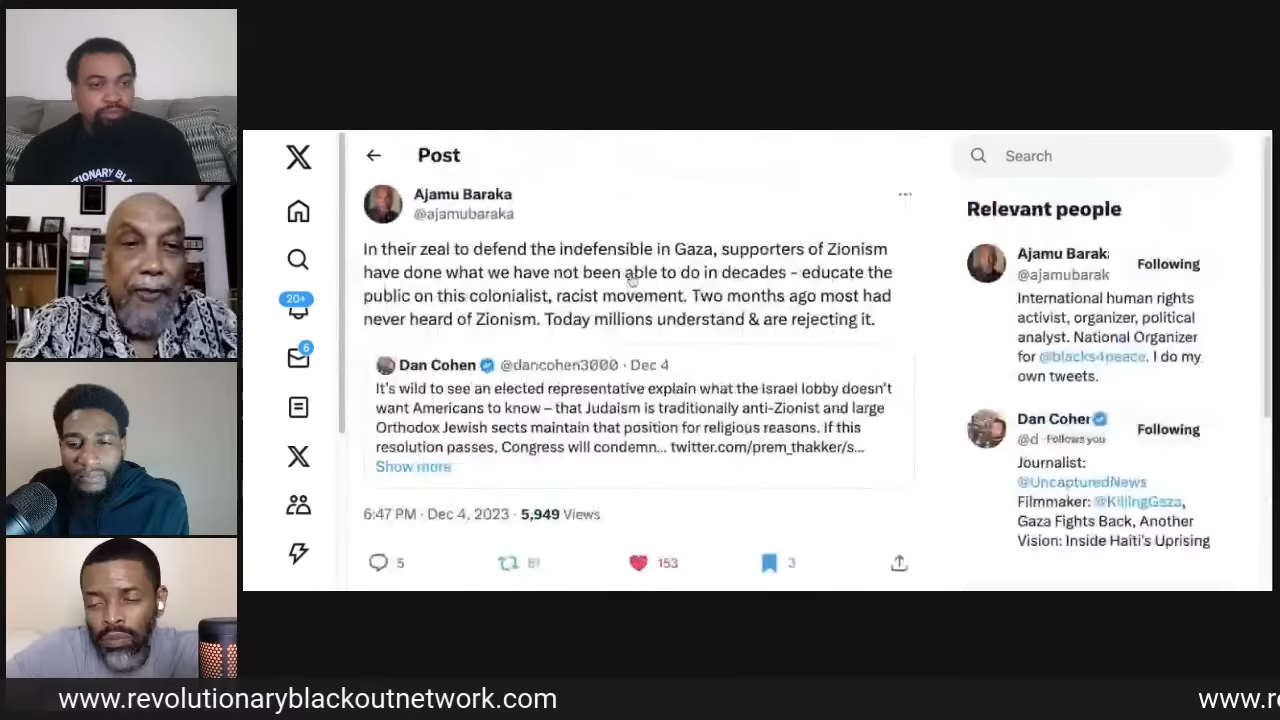 TIONARY BLA
X
20+
6
Post
Ajamu Baraka
@ajamubaraka
In their zeal to defend the indefensible in Gaza, supporters of Zionism
have done what we have not been able to do in decades – educate the
public on this colonialist, racist movement. Two months ago most had
never heard of Zionism. Today millions understand & are rejecting it.
Dan Cohen @dancohen3000 · Dec 4
It's wild to see an elected representative explain what the Israel lobby doesn't
want Americans to know – that Judaism is traditionally anti-Zionist and large
Orthodox Jewish sects maintain that position for religious reasons. If this
resolution passes, Congress will condemn... twitter.com/prem_thakker/s...
Show more
6:47 PM · Dec 4, 2023 · 5,949 Views
5 81 153 3
Search
Relevant people
Ajamu Barak
@ajamubarak
Following
International human rights
activist, organizer, political
analyst. National Organizer
for @blacks4peace. I do my
own tweets.
Dan Cohen
@d Follows you
Following
Journalist:
@UncapturedNews
Filmmaker: @KillingGaza,
Gaza Fights Back, Another
Vision: Inside Haiti's Uprising
www.revolutionaryblackoutnetwork.com
www.r